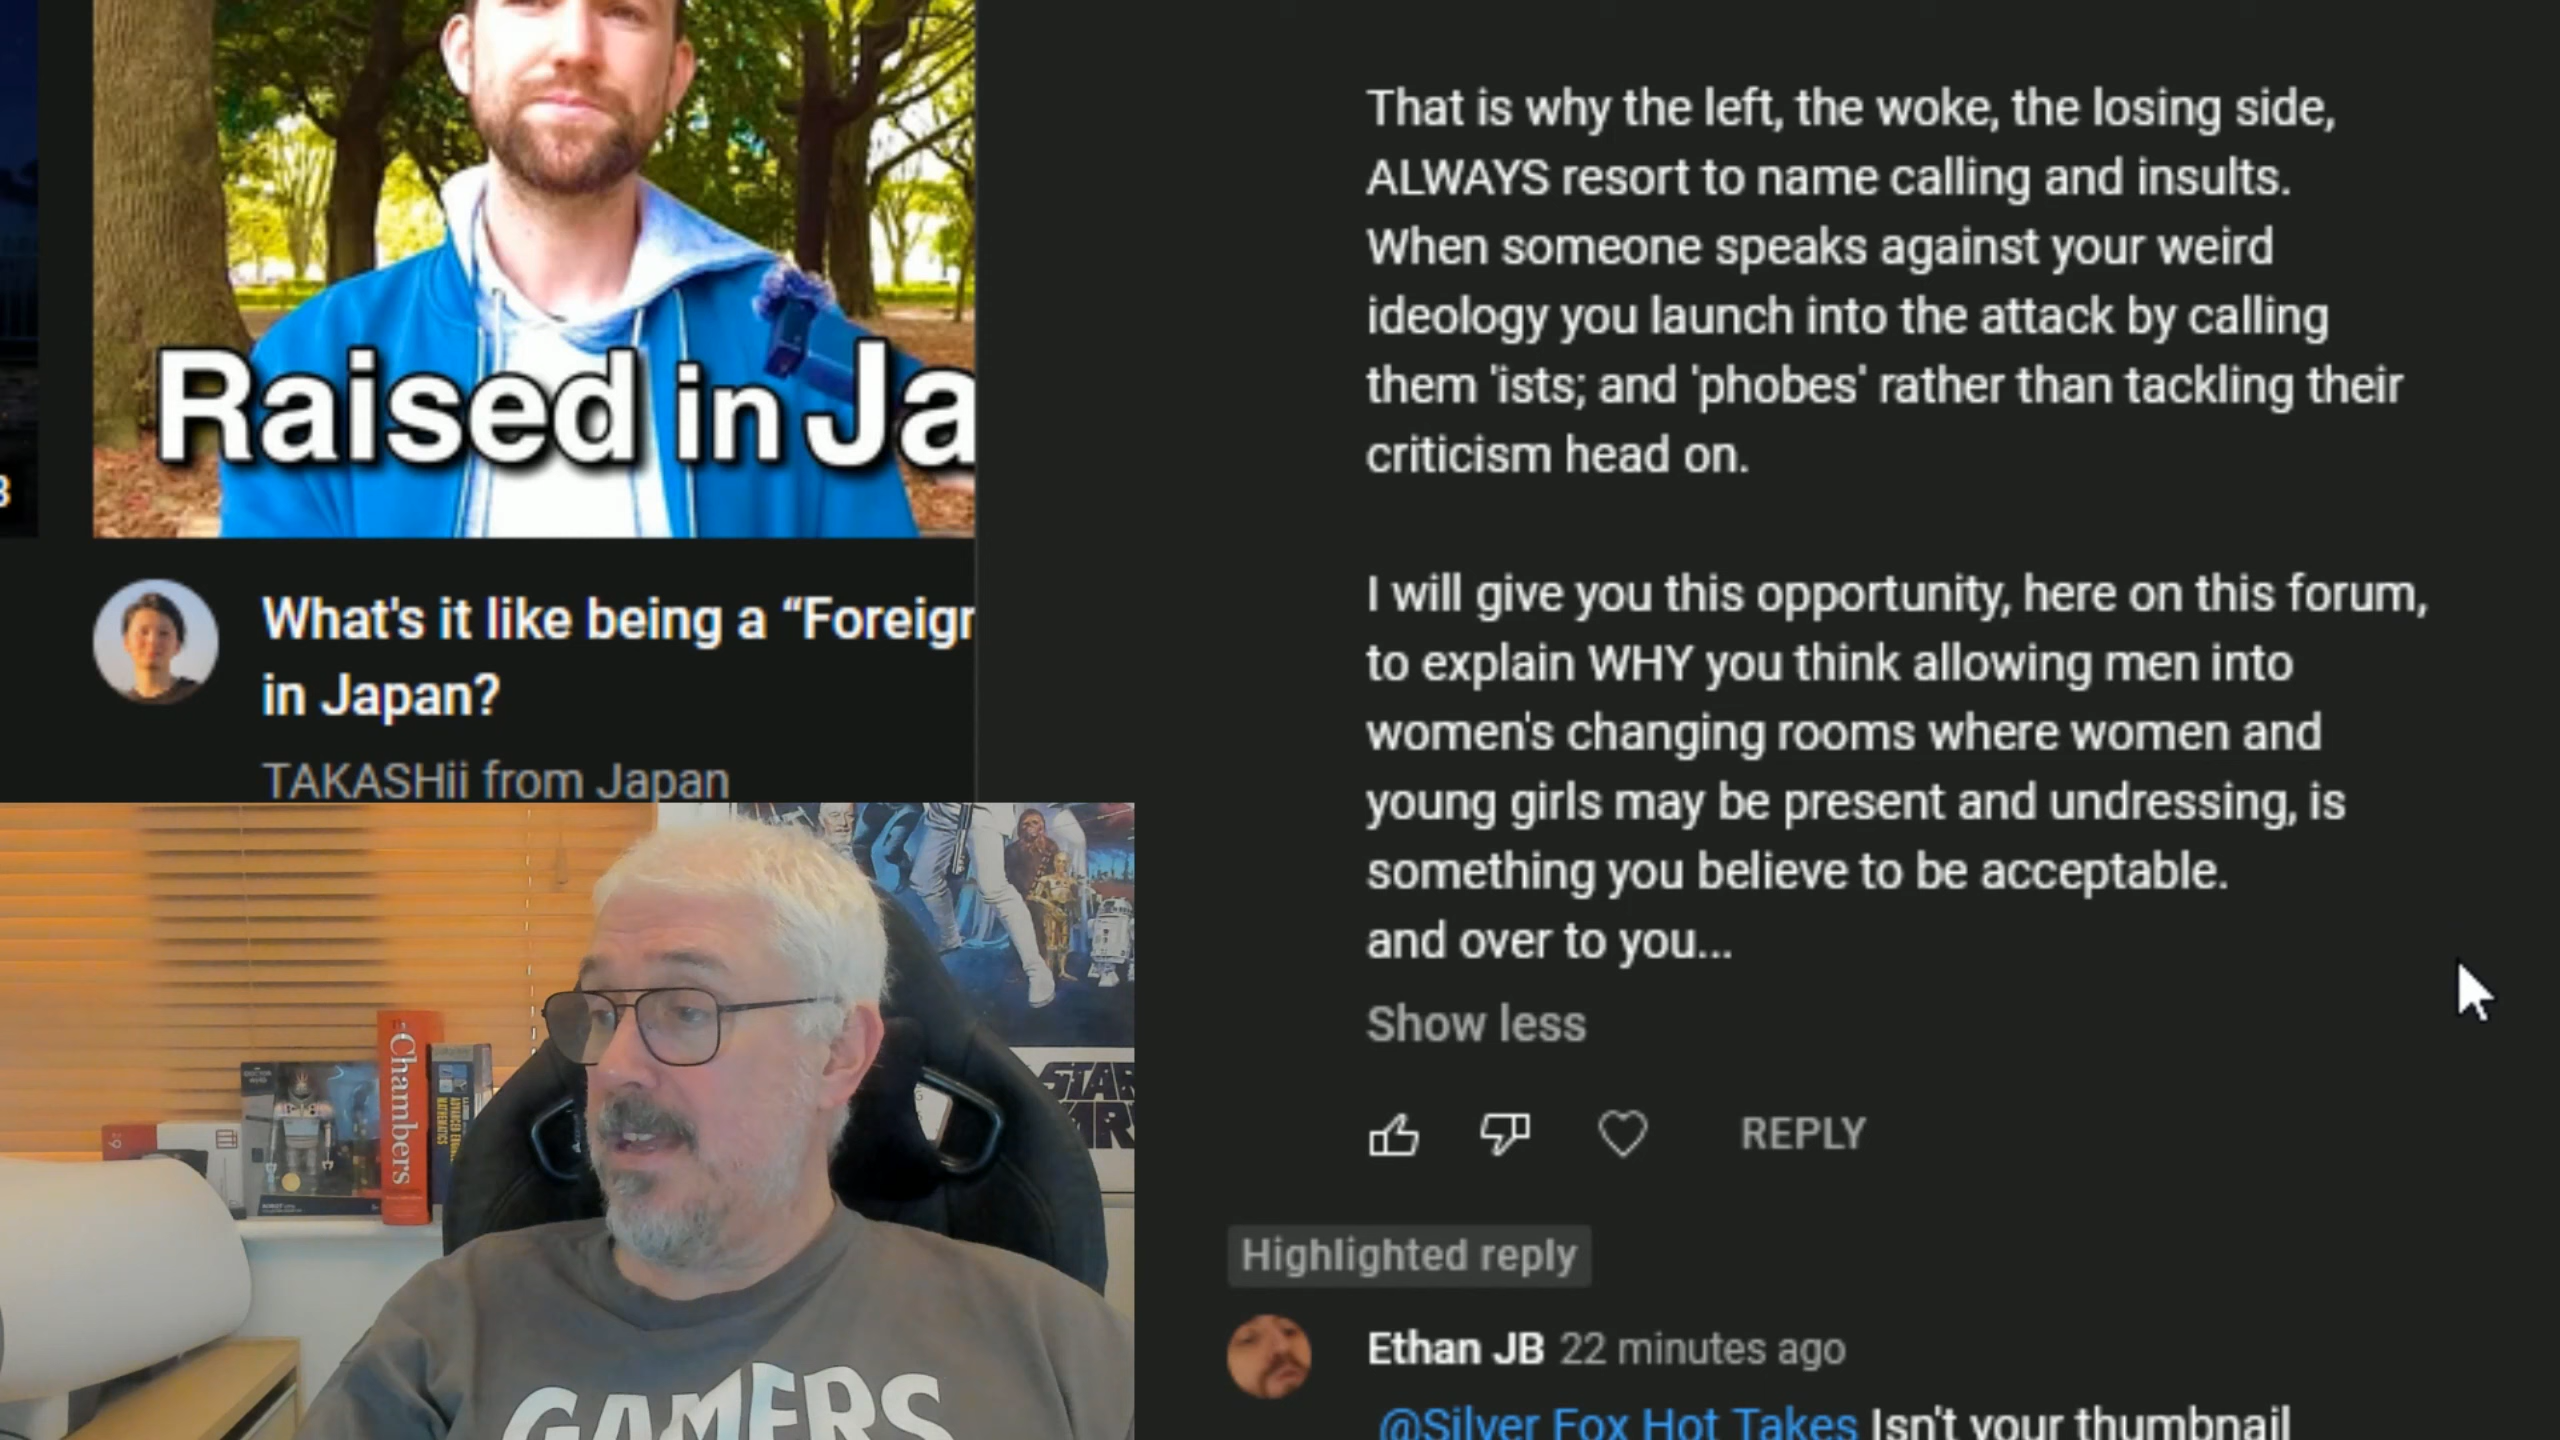 Raised in Ja
What's it like being a “Foreigr
in Japan?
TAKASHii from Japan
That is why the left, the woke, the losing side,
ALWAYS resort to name calling and insults.
When someone speaks against your weird
ideology you launch into the attack by calling
them 'ists; and 'phobes' rather than tackling their
criticism head on.
I will give you this opportunity, here on this forum,
to explain WHY you think allowing men into
women's changing rooms where women and
young girls may be present and undressing, is
something you believe to be acceptable.
and over to you...
Show less
REPLY
Highlighted reply
Ethan JB 22 minutes ago
@Silver Fox Hot Takes Isn't your thumbnail
Chambers
MATHEMATICS
STAR
WARS
GAMERS